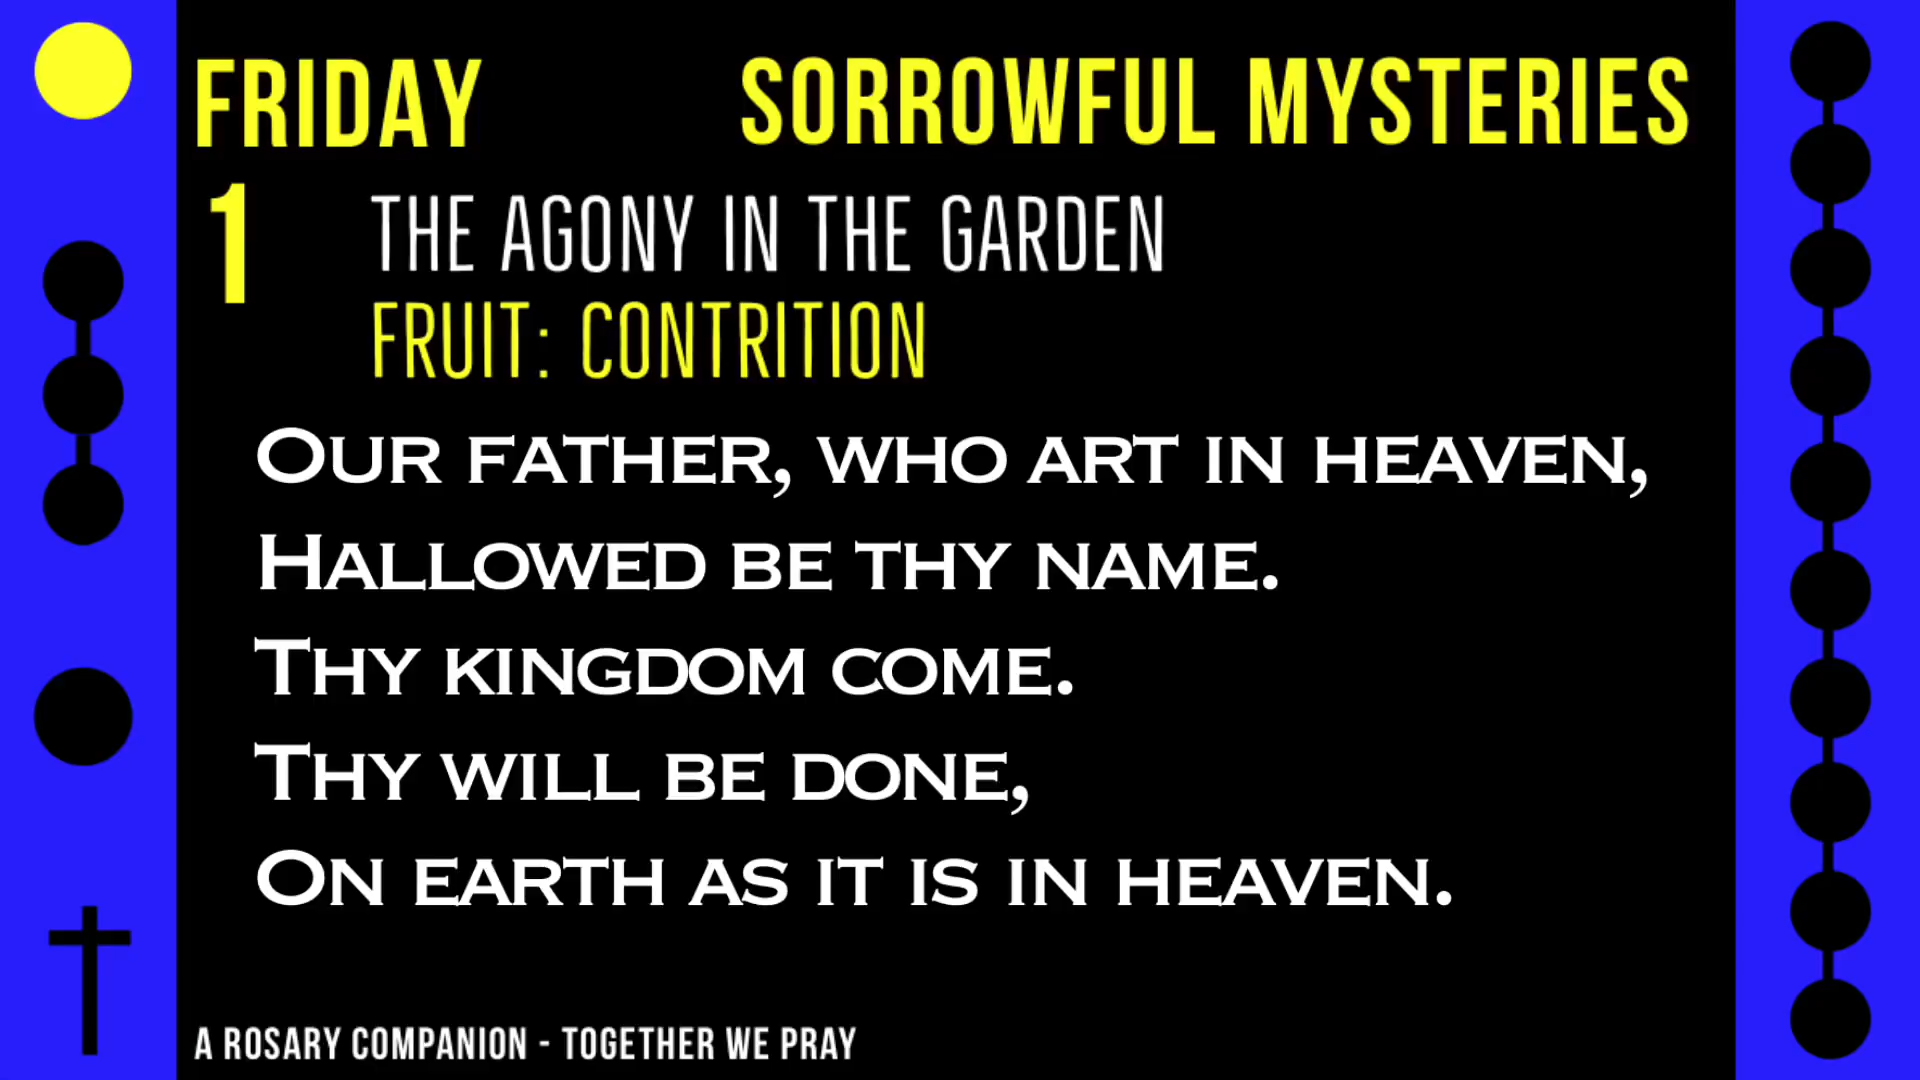 FRIDAY SORROWFUL MYSTERIES
1 THE AGONY IN THE GARDEN
FRUIT: CONTRITION
OUR FATHER, WHO ART IN HEAVEN,
HALLOWED BE THY NAME.
THY KINGDOM COME.
THY WILL BE DONE,
ON EARTH AS IT IS IN HEAVEN.
A ROSARY COMPANION - TOGETHER WE PRAY